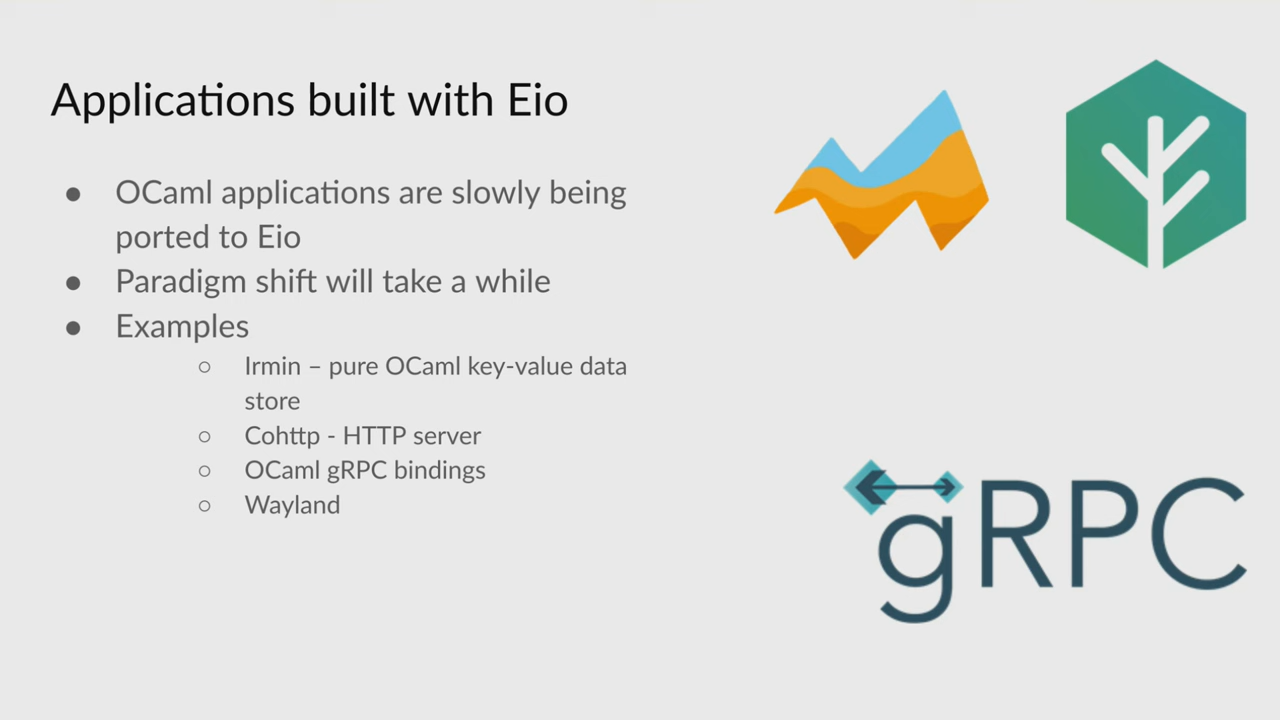 Applications built with Eio
● OCaml applications are slowly being
ported to Eio
● Paradigm shift will take a while
● Examples
○ Irmin – pure OCaml key-value data
store
○ Cohttp - HTTP server
○ OCaml gRPC bindings
○ Wayland
gRPC